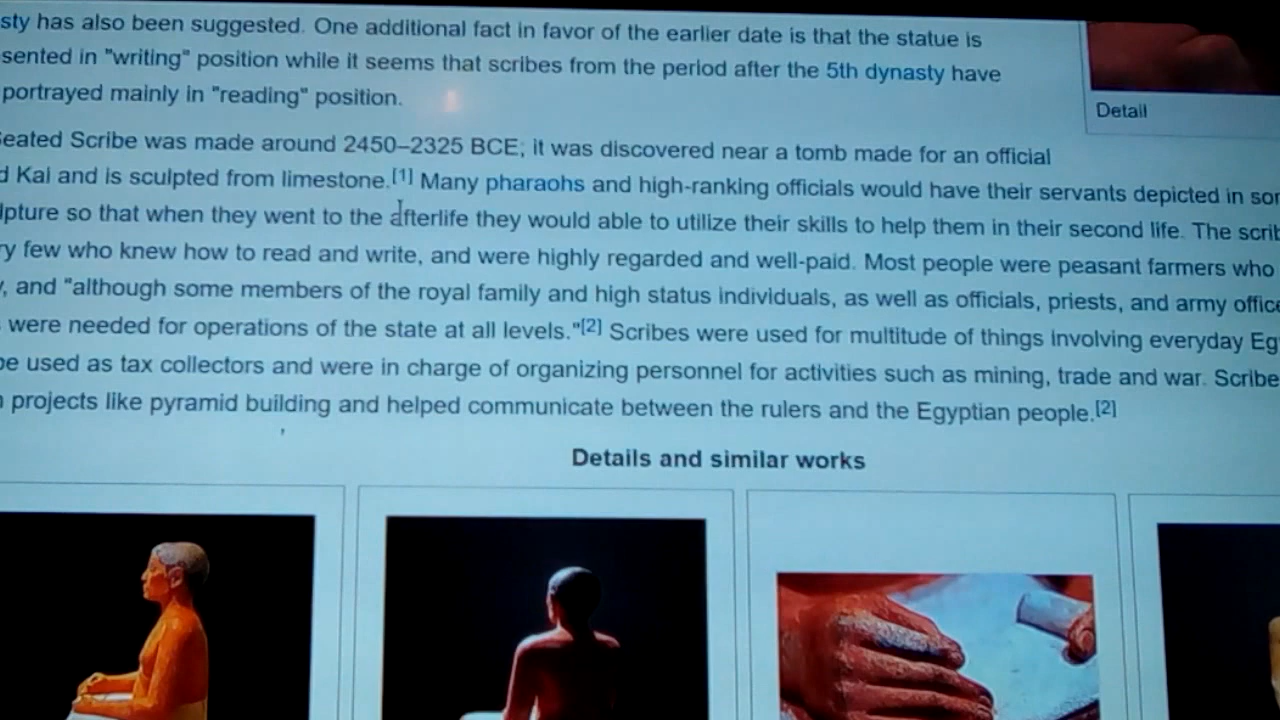 sty has also been suggested. One additional fact in favor of the earlier date is that the statue is
sented in "writing" position while it seems that scribes from the period after the 5th dynasty have
portrayed mainly in "reading" position.
Detail
Seated Scribe was made around 2450–2325 BCE; it was discovered near a tomb made for an official
d Kai and is sculpted from limestone.[1] Many pharaohs and high-ranking officials would have their servants depicted in som
lpture so that when they went to the afterlife they would able to utilize their skills to help them in their second life. The scrib
ry few who knew how to read and write, and were highly regarded and well-paid. Most people were peasant farmers who
y, and "although some members of the royal family and high status individuals, as well as officials, priests, and army office
were needed for operations of the state at all levels."[2] Scribes were used for multitude of things involving everyday Eg
be used as tax collectors and were in charge of organizing personnel for activities such as mining, trade and war. Scribe
n projects like pyramid building and helped communicate between the rulers and the Egyptian people.[2]
Details and similar works